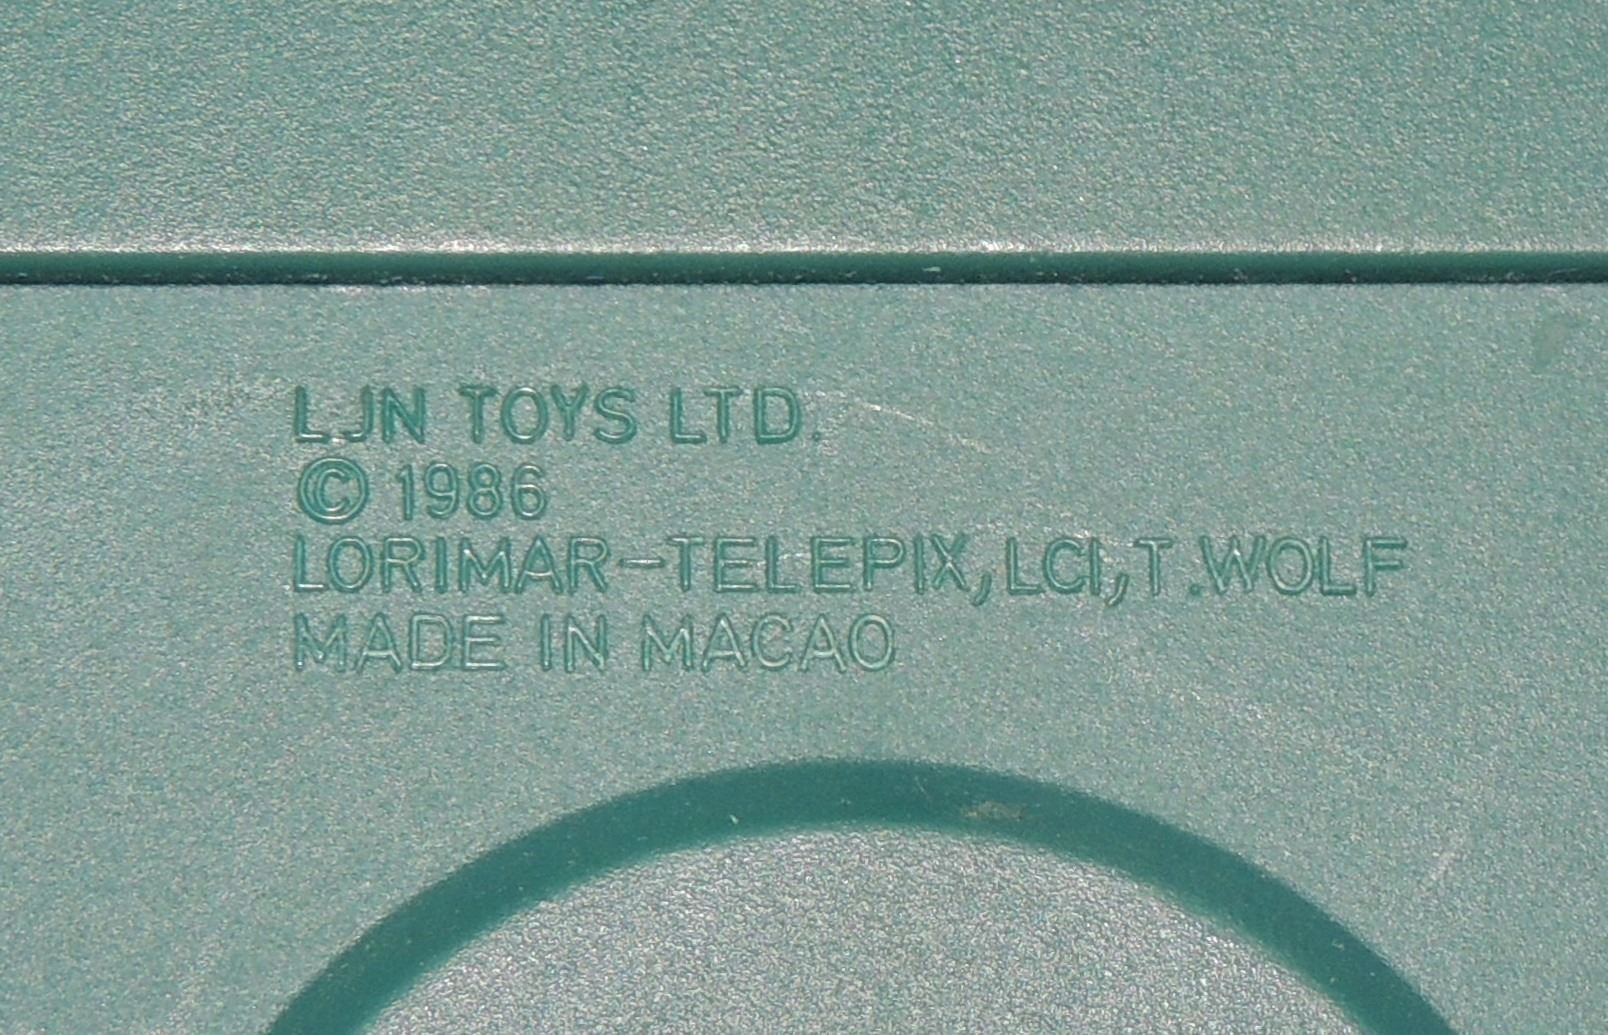 LJN TOYS LTD.
© 1986
LORIMAR-TELEPIX, LCI, T.WOLF
MADE IN MACAO